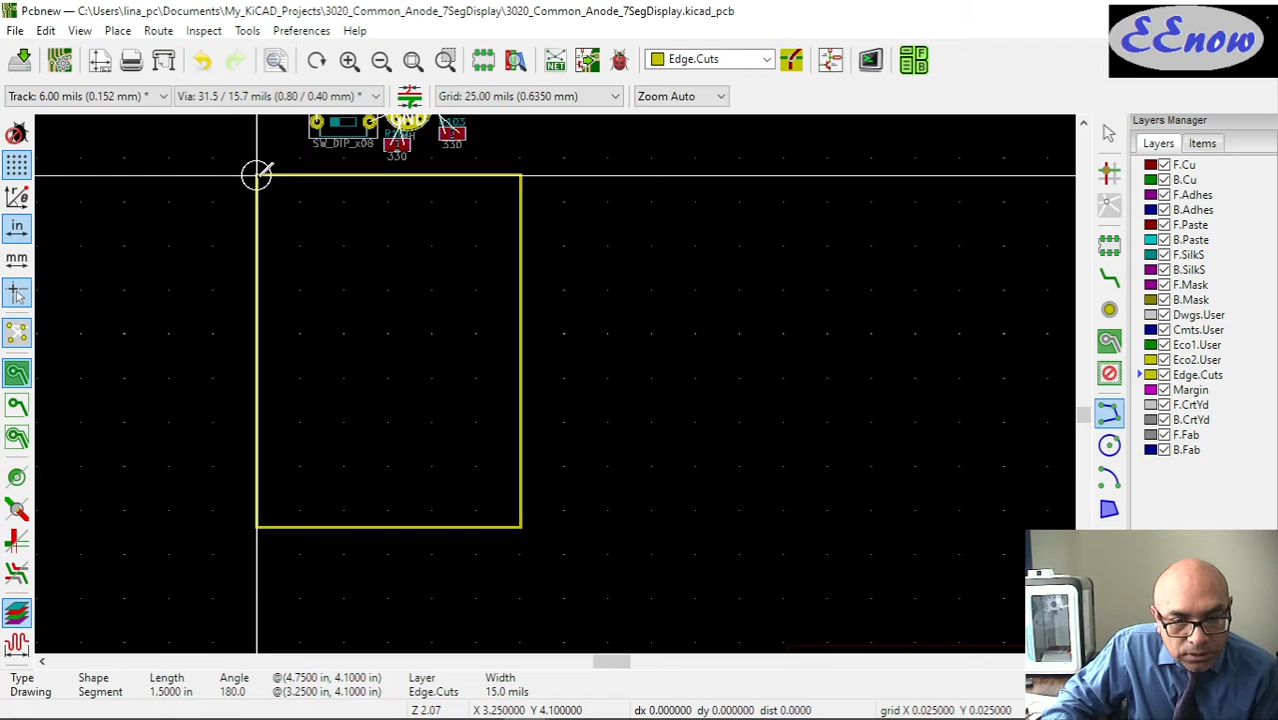 Pcbnew — C:\Users\lina_pc\Documents\My_KiCAD_Projects\3020_Common_Anode_7SegDisplay\3020_Common_Anode_7SegDisplay.kicad_pcb
EEnow
File Edit View Place Route Inspect Tools Preferences Help
NET
Edge.Cuts
F
B
Track: 6.00 mils (0.152 mm) *
Via: 31.5 / 15.7 mils (0.80 / 0.40 mm) *
Grid: 25.00 mils (0.6350 mm)
Zoom Auto
Layers Manager
Layers Items
GND
SW_DIP_x08
330
330
in
mm
F.Cu
B.Cu
F.Adhes
B.Adhes
F.Paste
B.Paste
F.SilkS
B.SilkS
F.Mask
B.Mask
Dwgs.User
Cmts.User
Eco1.User
Eco2.User
Edge.Cuts
Margin
F.CrtYd
B.CrtYd
F.Fab
B.Fab
Type Shape Angle @(4.7500 in, 4.1000 in) Layer Width
Drawing Segment 1.5000 in 180.0 @(3.2500 in, 4.1000 in) Edge.Cuts 15.0 mils
Z 2.07 X 3.250000 Y 4.100000 dx 0.000000 dy 0.000000 dist 0.0000 grid X 0.025000 Y 0.025000